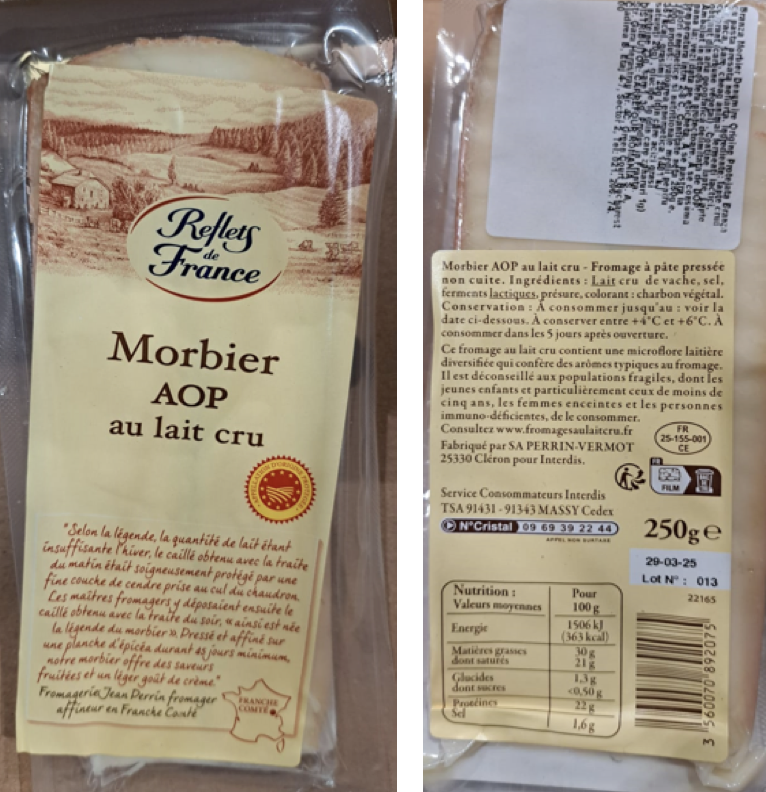 Reflets
de
France
Morbier
AOP
au lait cru
"Selon la légende, la quantité de lait étant
insuffisante l'hiver, le caillé obtenu avec la traite
du matin était soigneusement protégé par une
fine couche de cendre prise au cul du chaudron.
Les maîtres fromagers y déposaient ensuite le
caillé obtenu avec la traite du soir, « ainsi est née
la légende du morbier ». Pressé et affiné sur
une planche d'épicéa durant 45 jours minimum,
notre morbier offre des saveurs
fruitées et un léger goût de crème."
Fromagerie Jean Perrin fromager
affineur en Franche Comté
FRANCHE
COMTÉ
Morbier AOP au lait cru - Fromage à pâte pressée
non cuite. Ingrédients : Lait cru de vache, sel,
ferments lactiques, présure, colorant : charbon végétal.
Conservation : À consommer jusqu'au : voir la
date ci-dessous. À conserver entre +4°C et +6°C. À
consommer dans les 5 jours après ouverture.
Ce fromage au lait cru contient une microflore laitière
diversifiée qui confère des arômes typiques au fromage.
Il est déconseillé aux populations fragiles, dont les
jeunes enfants et particulièrement ceux de moins de
cinq ans, les femmes enceintes et les personnes
immuno-déficientes, de le consommer.
Consultez www.fromagesaulaitcru.fr
Fabriqué par SA PERRIN-VERMOT
25330 Cléron pour Interdis.
FR
25-155-001
CE
FR
FILM
Service Consommateurs Interdis
TSA 91431 - 91343 MASSY Cedex
N°Cristal 09 69 39 22 44
APPEL NON SURTAXÉ
250g e
29-03-25
Lot N° : 013
22165
Nutrition : Pour
Valeurs moyennes 100 g
Energie 1506 kJ
(363 kcal)
Matières grasses 30 g
dont saturés 21 g
Glucides 1,3 g
dont sucres <0,50 g
Protéines 22 g
Sel 1,6 g
3 560070 892075